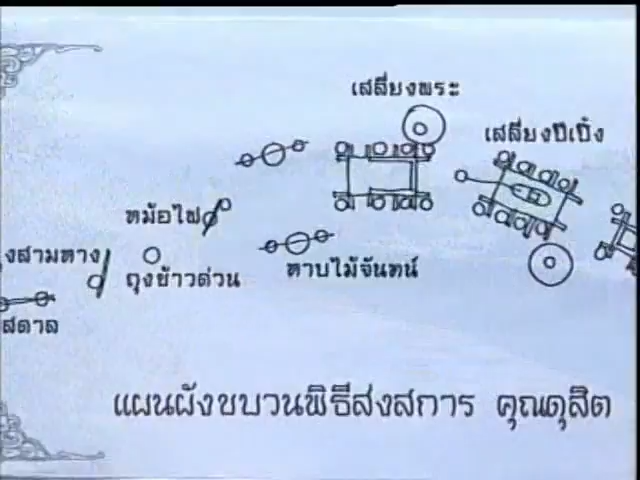 เสลี่ยงพระ
เสลี่ยงปีเปิ้ง
หม้อไฟ
งสามหาง
ถุงย้าวด่วน
หาบไม้จันทน์
สดาล
แผนผังขบวนพิธีส่งสการ คุณดุสิต